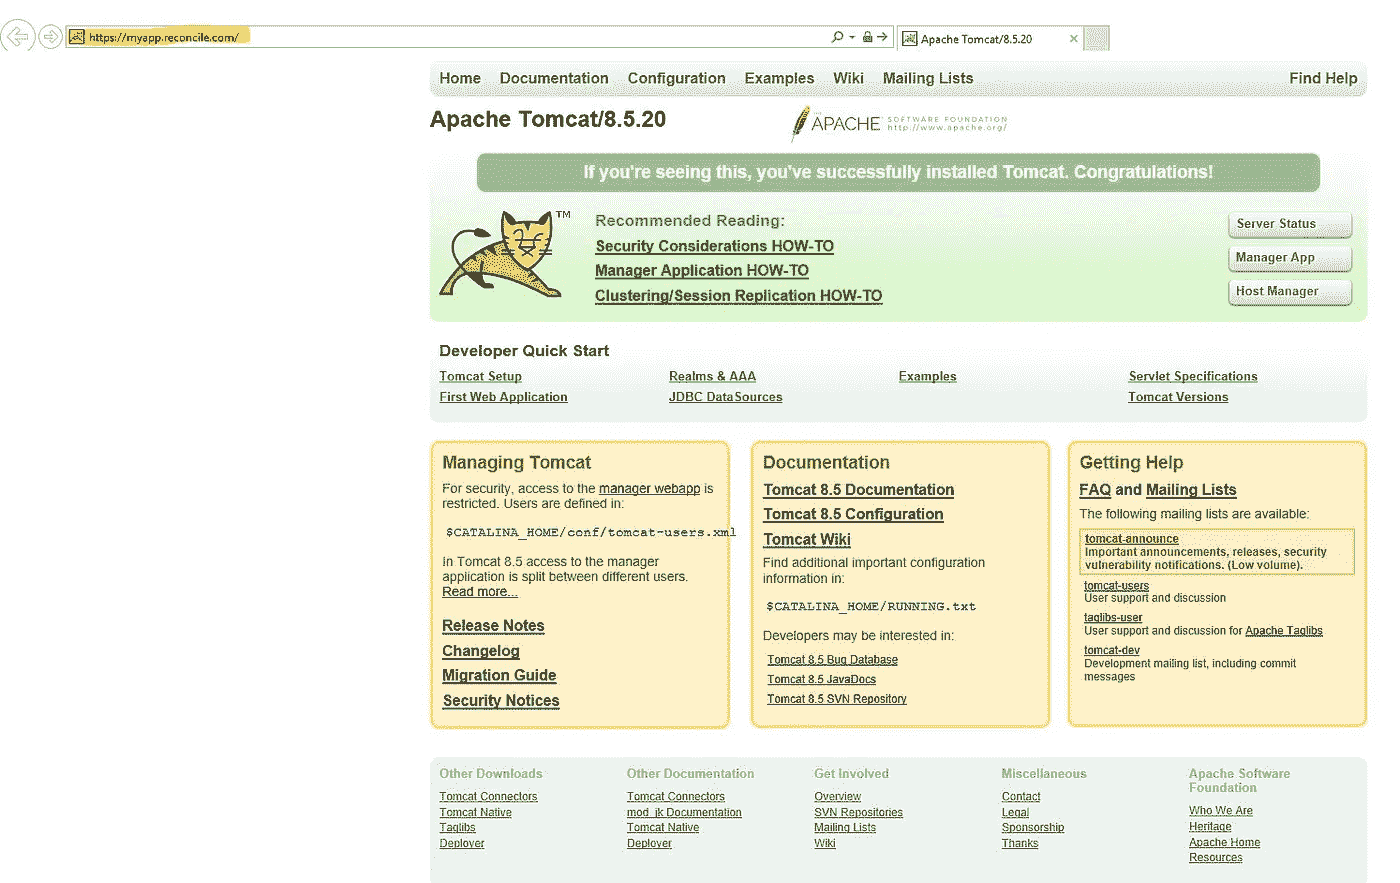 https://myapp.reconcile.com/
Apache Tomcat/8.5.20
Home Documentation Configuration Examples Wiki Mailing Lists Find Help
Apache Tomcat/8.5.20
APACHE SOFTWARE FOUNDATION
http://www.apache.org/
If you're seeing this, you've successfully installed Tomcat. Congratulations!
TM
Recommended Reading:
Security Considerations HOW-TO
Manager Application HOW-TO
Clustering/Session Replication HOW-TO
Server Status
Manager App
Host Manager
Developer Quick Start
Tomcat Setup
First Web Application
Realms & AAA
JDBC DataSources
Examples
Servlet Specifications
Tomcat Versions
Managing Tomcat
For security, access to the manager webapp is
restricted. Users are defined in:
$CATALINA_HOME/conf/tomcat-users.xml
In Tomcat 8.5 access to the manager
application is split between different users.
Read more...
Release Notes
Changelog
Migration Guide
Security Notices
Documentation
Tomcat 8.5 Documentation
Tomcat 8.5 Configuration
Tomcat Wiki
Find additional important configuration
information in:
$CATALINA_HOME/RUNNING.txt
Developers may be interested in:
Tomcat 8.5 Bug Database
Tomcat 8.5 JavaDocs
Tomcat 8.5 SVN Repository
Getting Help
FAQ and Mailing Lists
The following mailing lists are available:
tomcat-announce
Important announcements, releases, security
vulnerability notifications. (Low volume).
tomcat-users
User support and discussion
taglibs-user
User support and discussion for Apache Taglibs
tomcat-dev
Development mailing list, including commit
messages
Other Downloads
Tomcat Connectors
Tomcat Native
Taglibs
Deployer
Other Documentation
Tomcat Connectors
mod_jk Documentation
Tomcat Native
Deployer
Get Involved
Overview
SVN Repositories
Mailing Lists
Wiki
Miscellaneous
Contact
Legal
Sponsorship
Thanks
Apache Software
Foundation
Who We Are
Heritage
Apache Home
Resources